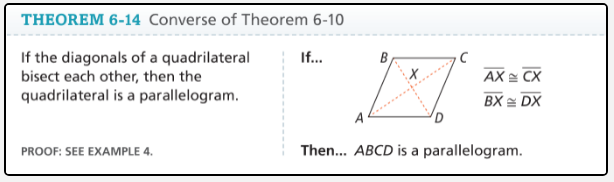 THEOREM 6-14 Converse of Theorem 6-10
If the diagonals of a quadrilateral
bisect each other, then the
quadrilateral is a parallelogram.
PROOF: SEE EXAMPLE 4.
If...
B
C
X
A
D
AX ≅ CX
BX ≅ DX
Then... ABCD is a parallelogram.